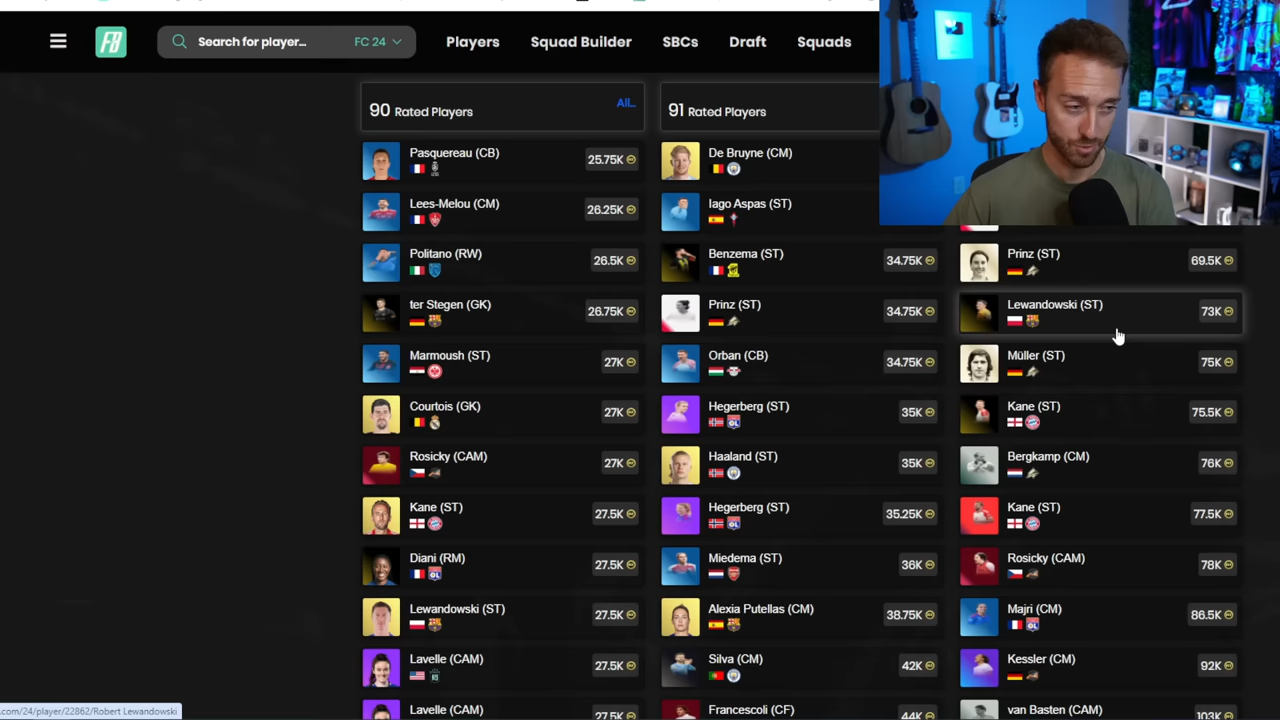 FB
Search for player...
FC 24
Players
Squad Builder
SBCs
Draft
Squads
90 Rated Players
All..
Pasquereau (CB)
25.75K
Lees-Melou (CM)
26.25K
Politano (RW)
26.5K
ter Stegen (GK)
26.75K
Marmoush (ST)
27K
Courtois (GK)
27K
Rosicky (CAM)
27K
Kane (ST)
27.5K
Diani (RM)
27.5K
Lewandowski (ST)
27.5K
Lavelle (CAM)
27.5K
Lavelle (CAM)
27.5K
91 Rated Players
De Bruyne (CM)
Iago Aspas (ST)
Benzema (ST)
34.75K
Prinz (ST)
34.75K
Orban (CB)
34.75K
Hegerberg (ST)
35K
Haaland (ST)
35K
Hegerberg (ST)
35.25K
Miedema (ST)
36K
Alexia Putellas (CM)
38.75K
Silva (CM)
42K
Francescoli (CF)
44K
Prinz (ST)
69.5K
Lewandowski (ST)
73K
Müller (ST)
75K
Kane (ST)
75.5K
Bergkamp (CM)
76K
Kane (ST)
77.5K
Rosicky (CAM)
78K
Majri (CM)
86.5K
Kessler (CM)
92K
van Basten (CAM)
103K
.com/24/player/22862/Robert Lewandowski